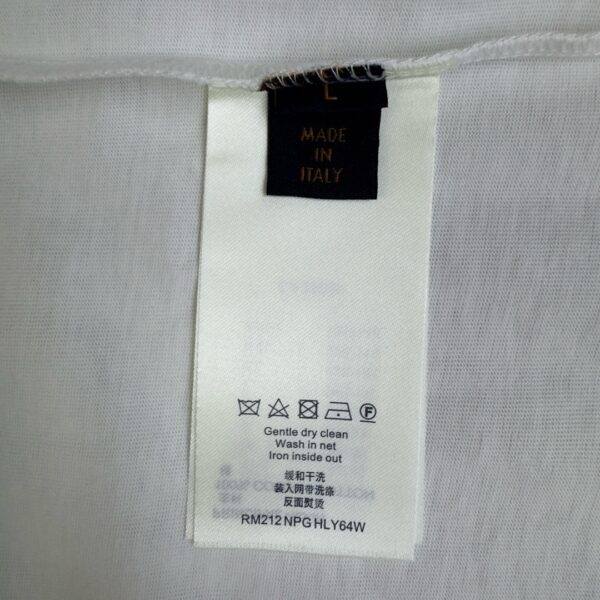 L
MADE
IN
ITALY
Gentle dry clean
Wash in net
Iron inside out
缓和干洗
装入网带洗涤
反面熨烫
RM212 NPG HLY64W